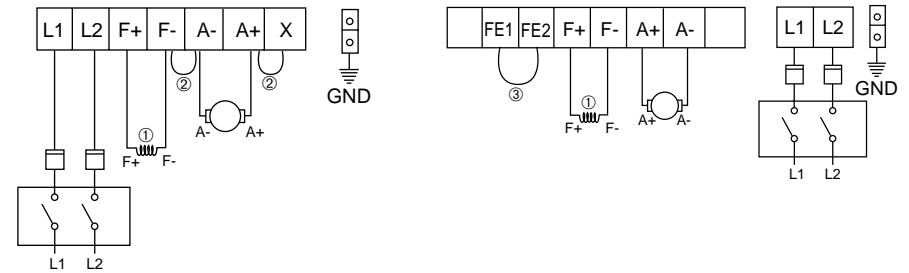 L1 L2 F+ F- A- A+ X
② ②
GND
①
A- A+
F+ F-
L1 L2
FE1 FE2 F+ F- A+ A-
③
①
F+ F- A+ A-
L1 L2
GND
L1 L2